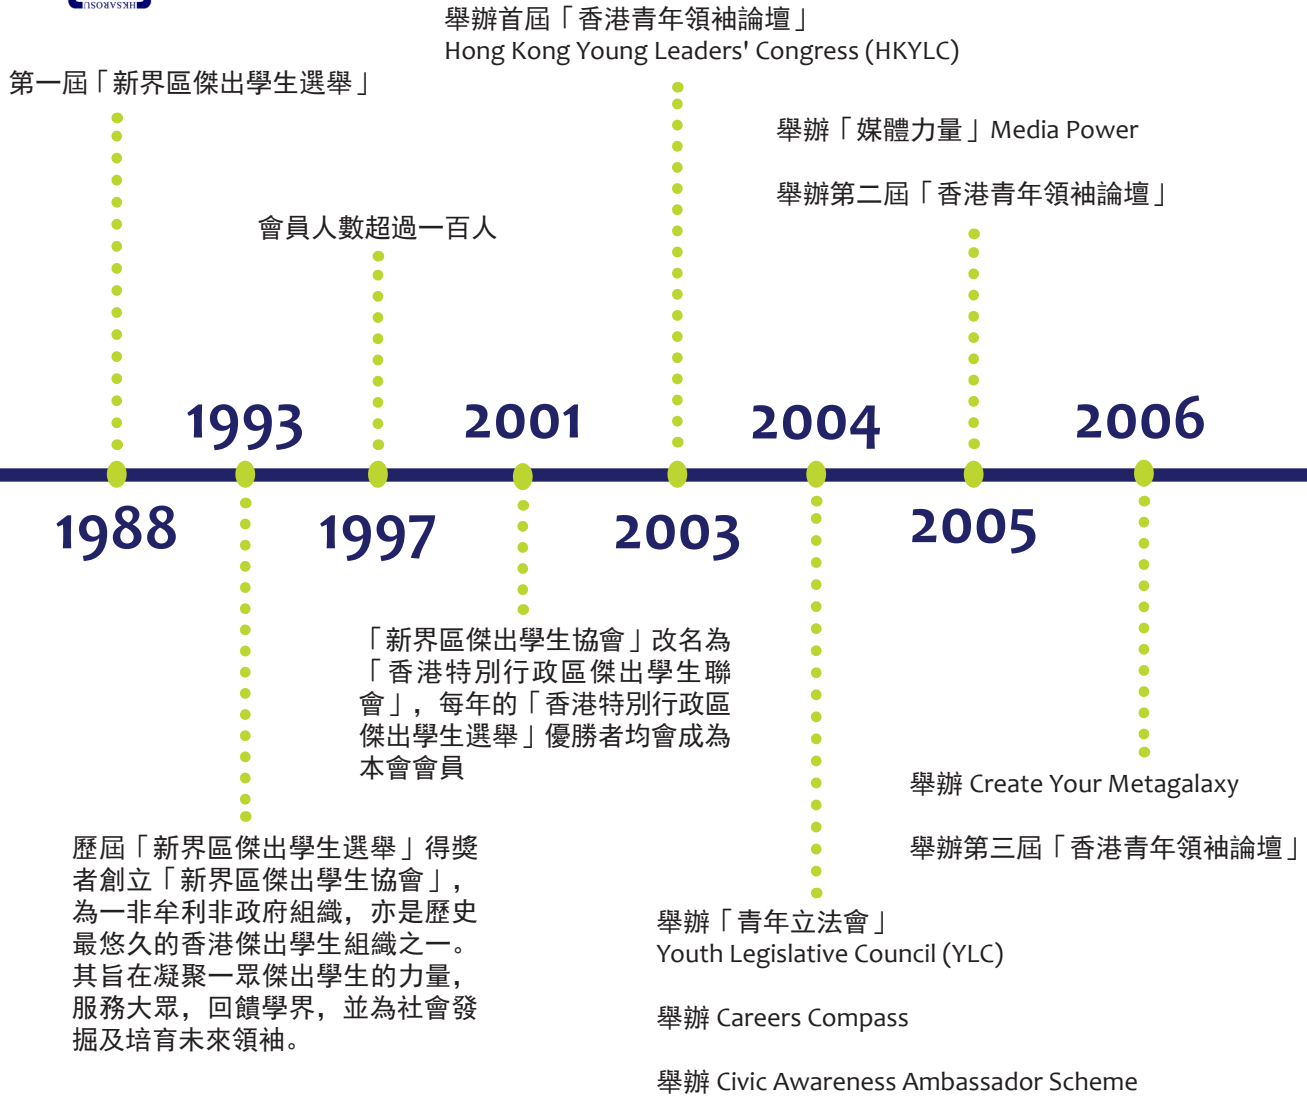 HKSAROSU
舉辦首屆「香港青年領袖論壇」
Hong Kong Young Leaders' Congress (HKYLC)
第一屆「新界區傑出學生選舉」
舉辦「媒體力量」Media Power
舉辦第二屆「香港青年領袖論壇」
會員人數超過一百人
1993
2001
2004
2006
1988
1997
2003
2005
「新界區傑出學生協會」改名為
「香港特別行政區傑出學生聯
會」，每年的「香港特別行政區
傑出學生選舉」優勝者均會成為
本會會員
舉辦 Create Your Metagalaxy
舉辦第三屆「香港青年領袖論壇」
歷屆「新界區傑出學生選舉」得獎
者創立「新界區傑出學生協會」，
為一非牟利非政府組織，亦是歷史
最悠久的香港傑出學生組織之一。
其旨在凝聚一眾傑出學生的力量，
服務大眾，回饋學界，並為社會發
掘及培育未來領袖。
舉辦「青年立法會」
Youth Legislative Council (YLC)
舉辦 Careers Compass
舉辦 Civic Awareness Ambassador Scheme